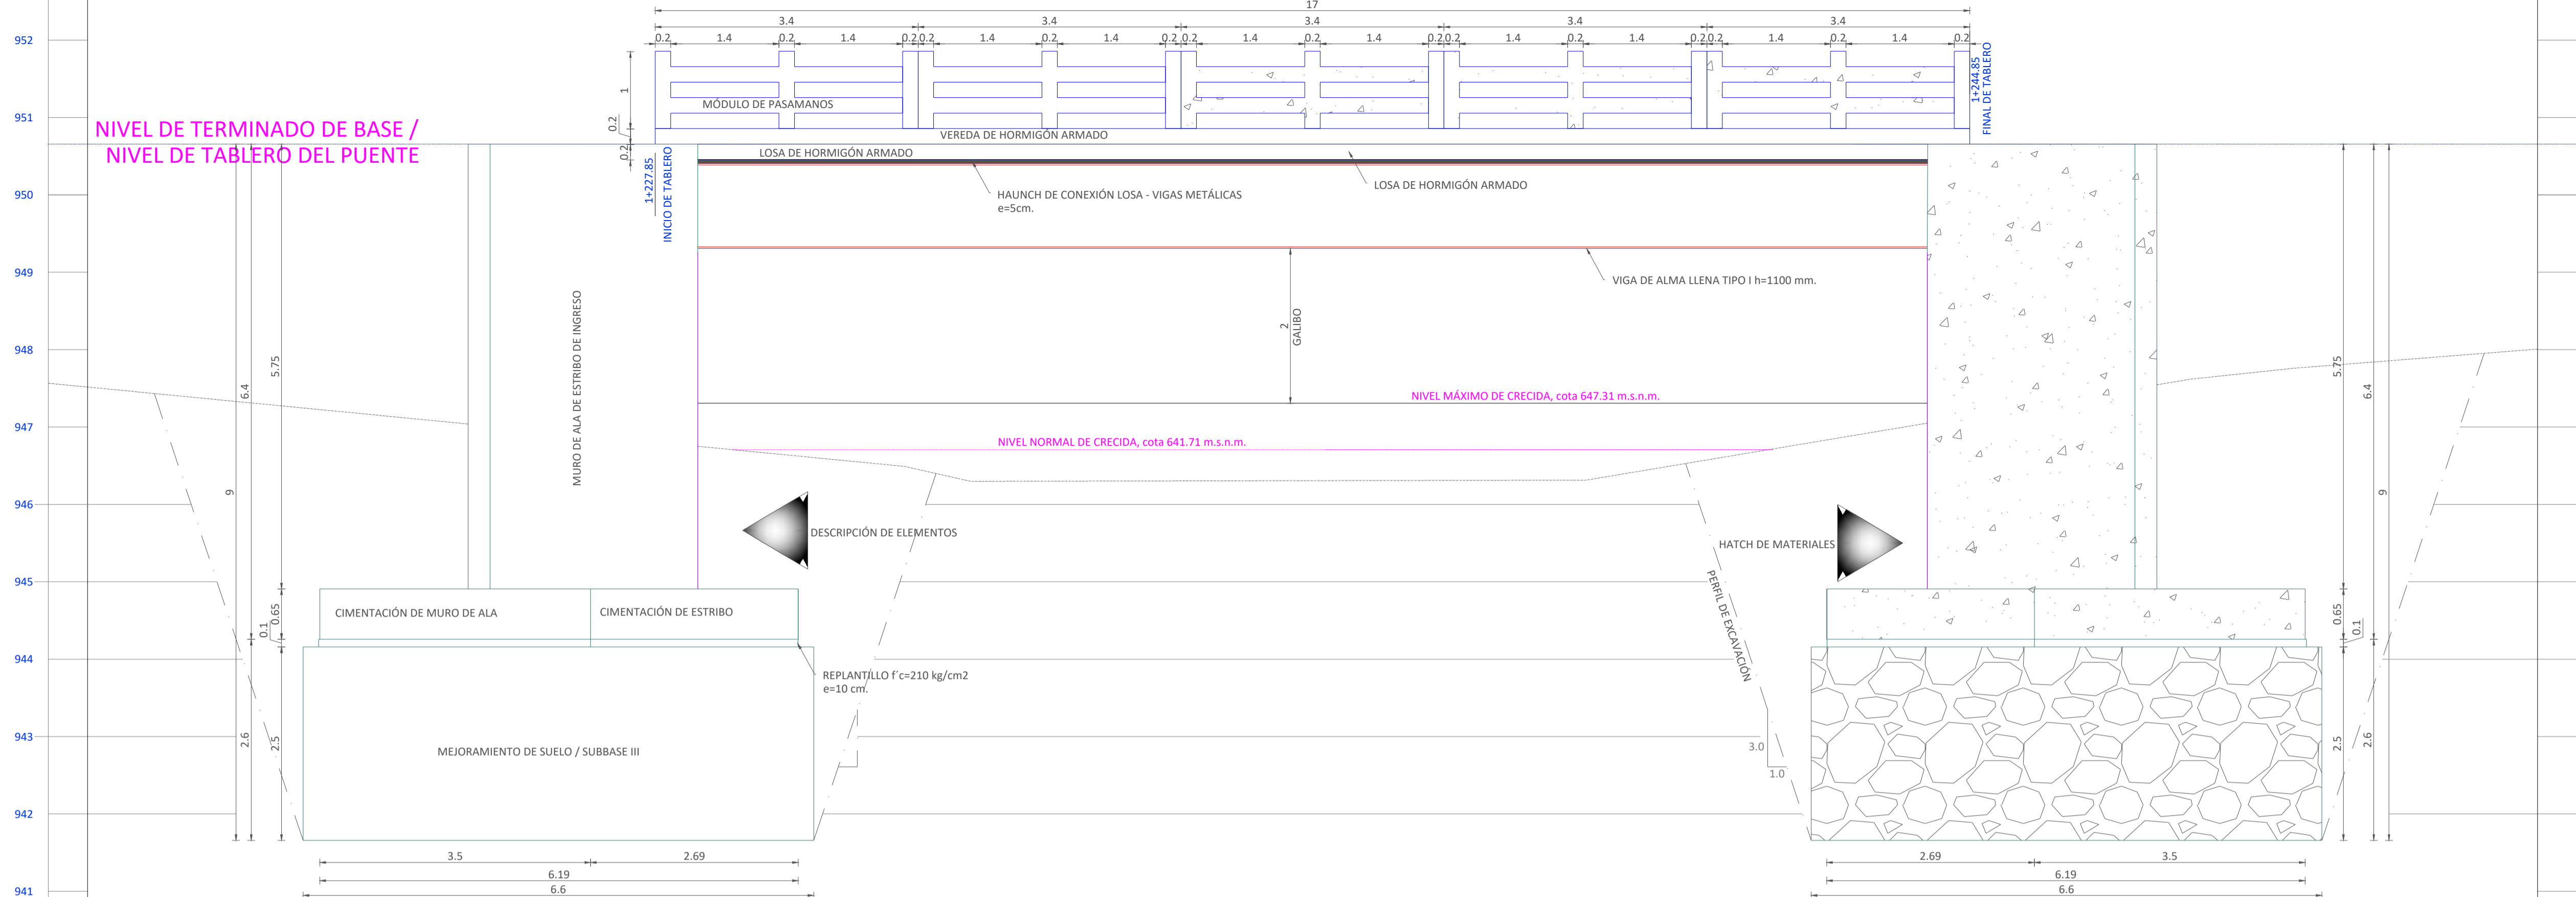 17
3.4 3.4 3.4 3.4 3.4
0.2 1.4 0.2 1.4 0.2 0.2 1.4 0.2 1.4 0.2 0.2 1.4 0.2 1.4 0.2 0.2 1.4 0.2 1.4 0.2 0.2 1.4 0.2 1.4 0.2
952
951
950
949
948
947
946
945
944
943
942
941
NIVEL DE TERMINADO DE BASE /
NIVEL DE TABLERO DEL PUENTE
1
0.2
0.2
MÓDULO DE PASAMANOS
VEREDA DE HORMIGÓN ARMADO
LOSA DE HORMIGÓN ARMADO
1+227.85
INICIO DE TABLERO
1+244.85
FINAL DE TABLERO
HAUNCH DE CONEXIÓN LOSA - VIGAS METÁLICAS
e=5cm.
LOSA DE HORMIGÓN ARMADO
VIGA DE ALMA LLENA TIPO I h=1100 mm.
2
GALIBO
MURO DE ALA DE ESTRIBO DE INGRESO
NIVEL MÁXIMO DE CRECIDA, cota 647.31 m.s.n.m.
NIVEL NORMAL DE CRECIDA, cota 641.71 m.s.n.m.
5.75
6.4
9
0.65
0.1
2.6
2.5
DESCRIPCIÓN DE ELEMENTOS
HATCH DE MATERIALES
CIMENTACIÓN DE MURO DE ALA
CIMENTACIÓN DE ESTRIBO
REPLANTILLO f´c=210 kg/cm2
e=10 cm.
MEJORAMIENTO DE SUELO / SUBBASE III
PERFIL DE EXCAVACIÓN
3.0
1.0
5.75
6.4
9
0.65
0.1
2.5
2.6
3.5 2.69
6.19
6.6
2.69 3.5
6.19
6.6